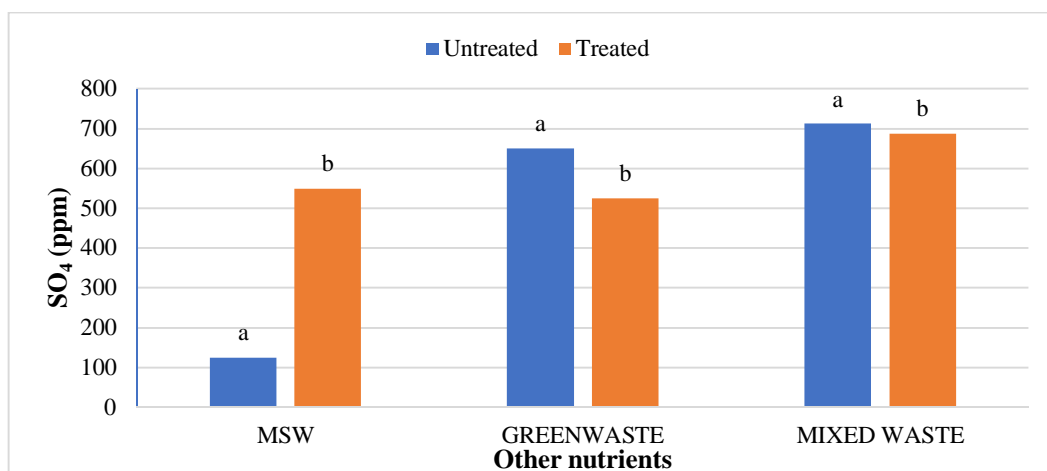 Untreated Treated
800
700
600
500
400
300
200
100
0
SO₄ (ppm)
a b
a b
a b
MSW GREENWASTE MIXED WASTE
Other nutrients